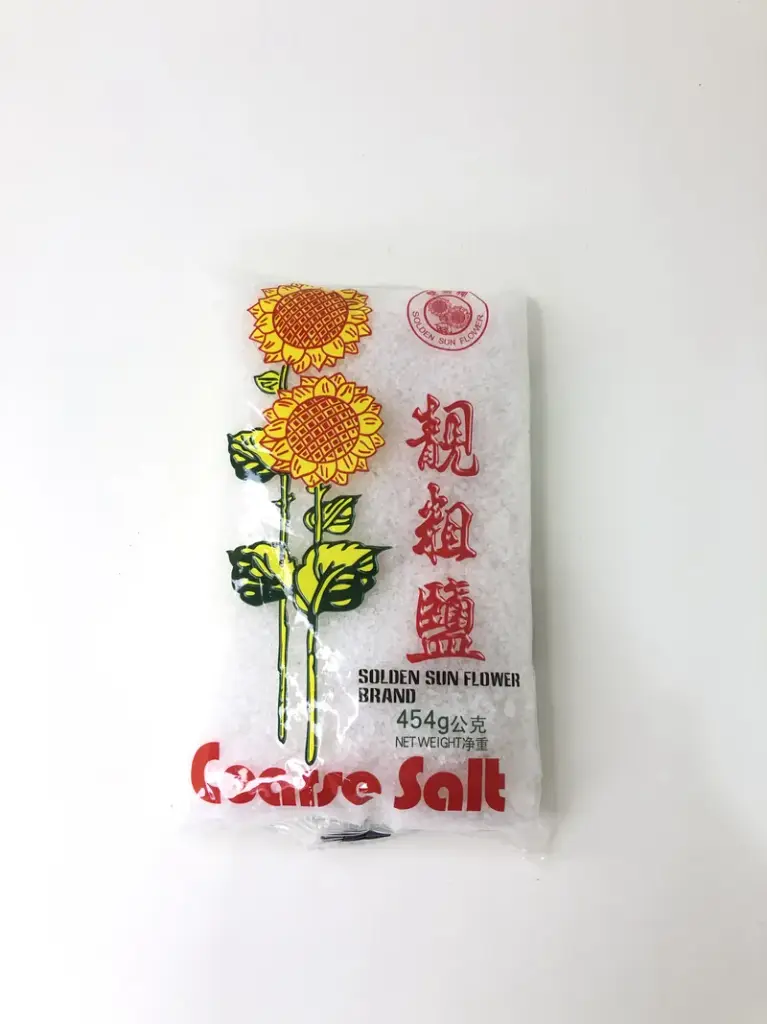 SOLDEN SUN FLOWER
靚粗鹽
SOLDEN SUN FLOWER
BRAND
454g公克
NET WEIGHT净重
Coarse Salt